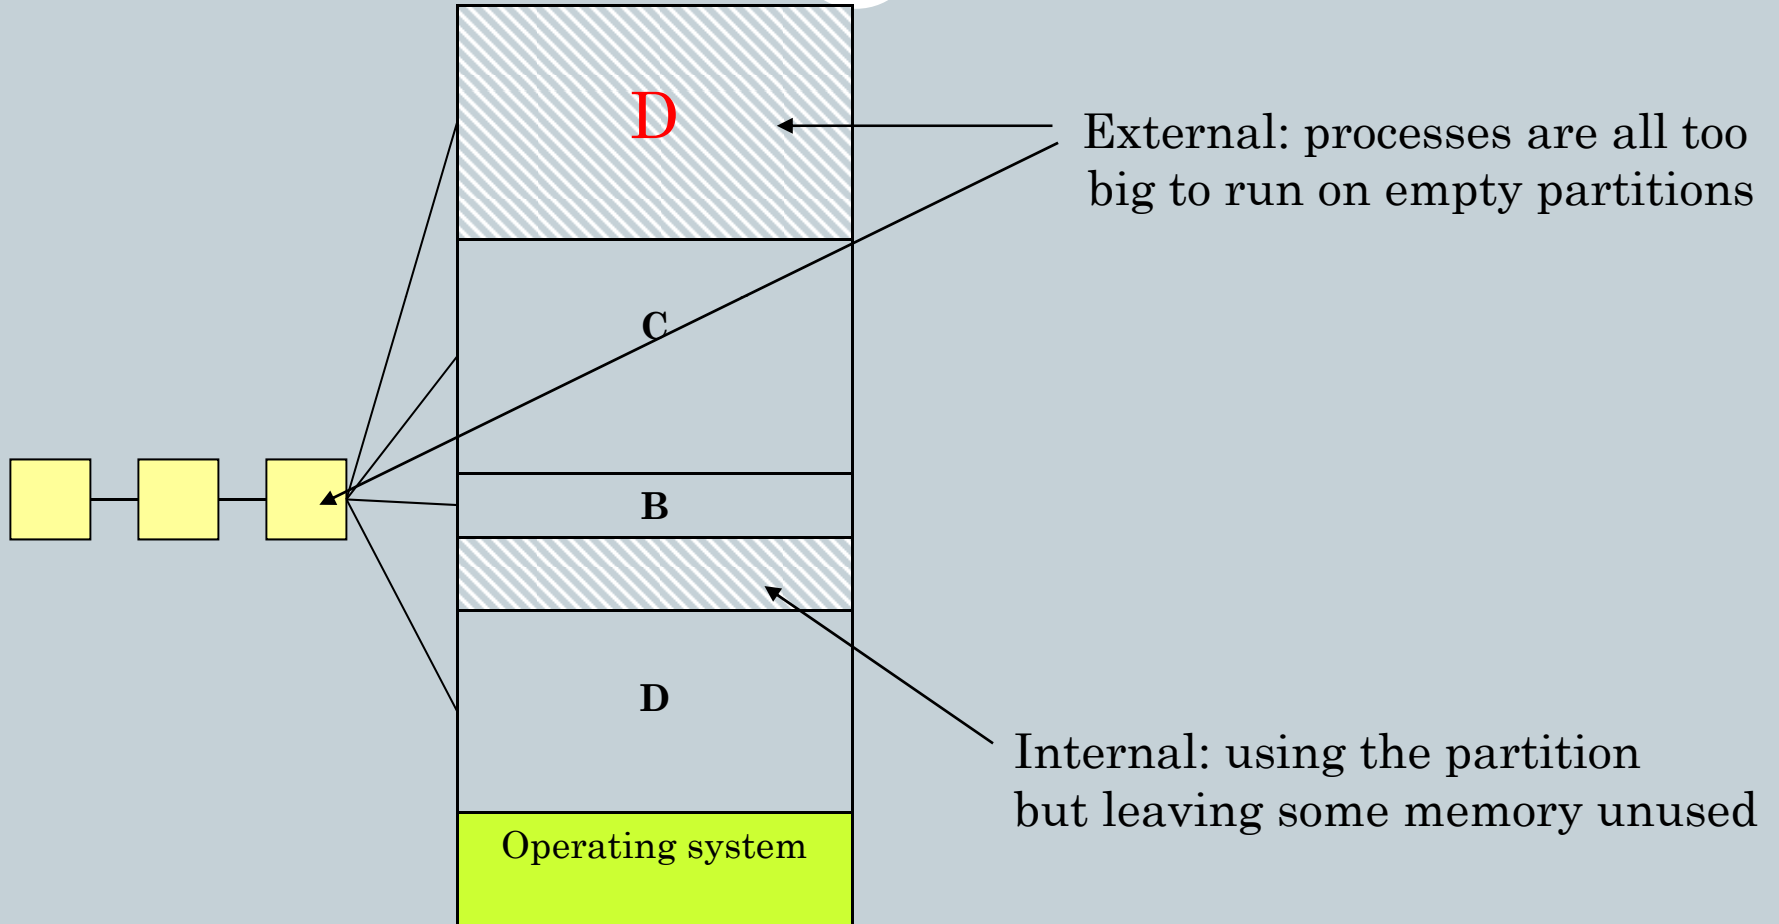 D
External: processes are all too
big to run on empty partitions
C
B
D
Internal: using the partition
but leaving some memory unused
Operating system